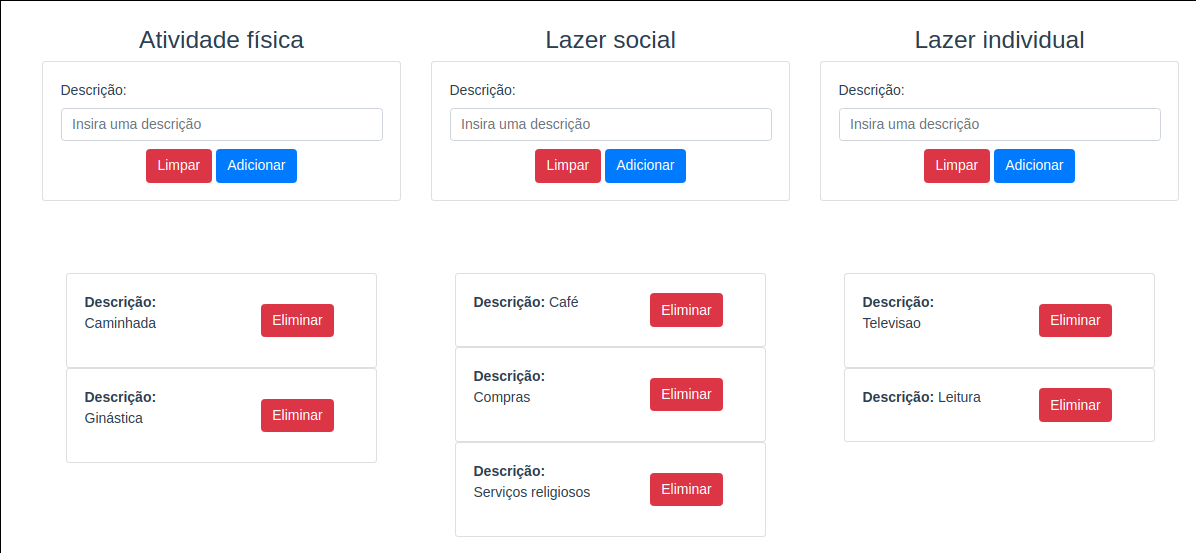 Atividade física
Descrição:
Insira uma descrição
Limpar Adicionar
Descrição:
Caminhada
Eliminar
Descrição:
Ginástica
Eliminar
Lazer social
Descrição:
Insira uma descrição
Limpar Adicionar
Descrição: Café
Eliminar
Descrição:
Compras
Eliminar
Descrição:
Serviços religiosos
Eliminar
Lazer individual
Descrição:
Insira uma descrição
Limpar Adicionar
Descrição:
Televisao
Eliminar
Descrição: Leitura
Eliminar